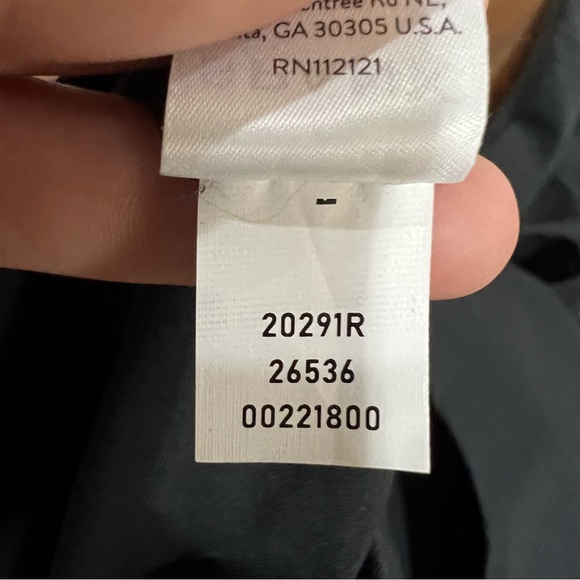 Rd NE,
GA 30305 U.S.A.
RN112121
20291R
26536
00221800